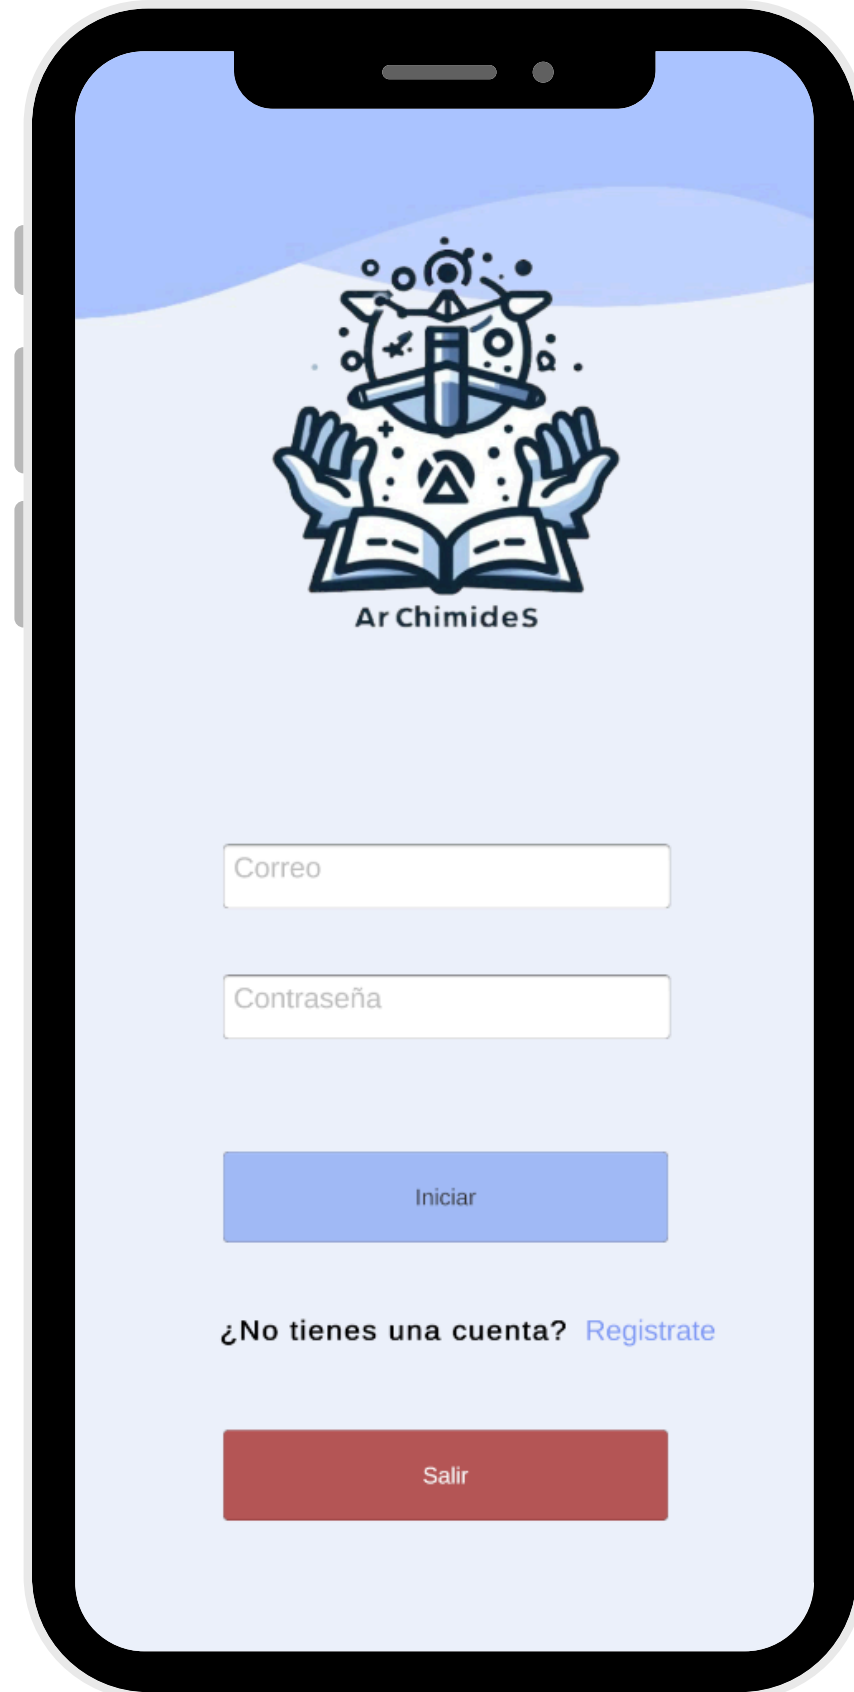 Ar ChimideS
Correo
Contraseña
Iniciar
¿No tienes una cuenta? Registrate
Salir